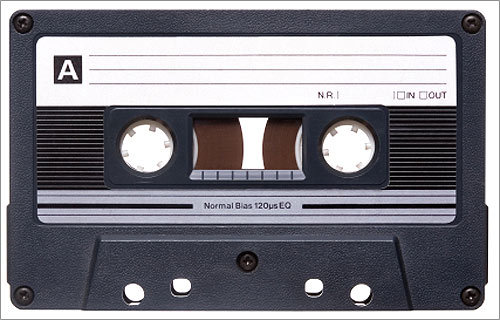 A
N.R. IN OUT
Normal Bias 120µs EQ